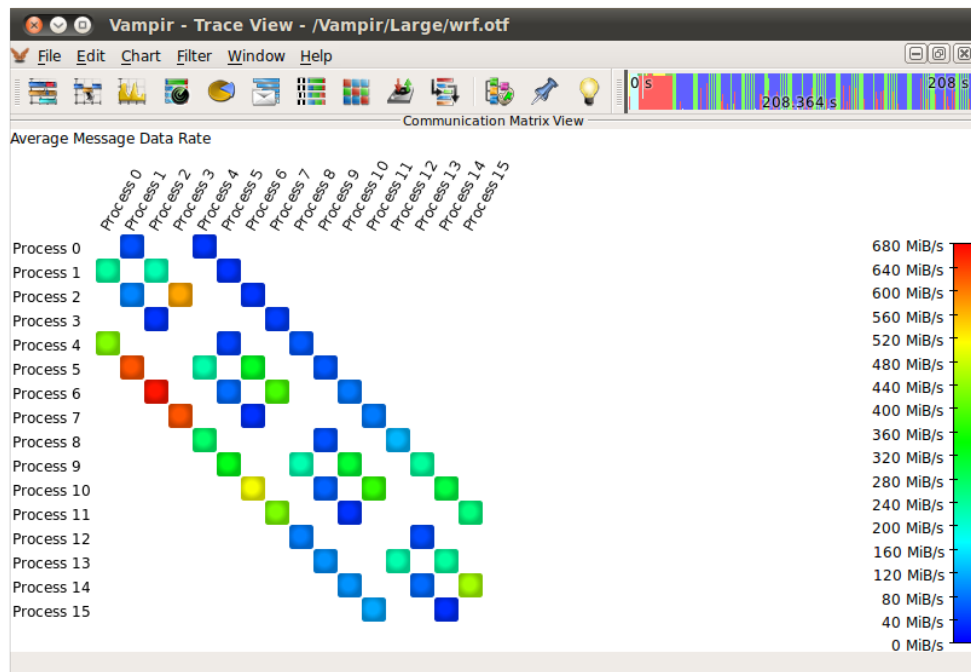 Vampir - Trace View - /Vampir/Large/wrf.otf
File Edit Chart Filter Window Help
0 s 208 s
208.364 s
Communication Matrix View
Average Message Data Rate
Process 0 Process 1 Process 2 Process 3 Process 4 Process 5 Process 6 Process 7 Process 8 Process 9 Process 10 Process 11 Process 12 Process 13 Process 14 Process 15
Process 0
Process 1
Process 2
Process 3
Process 4
Process 5
Process 6
Process 7
Process 8
Process 9
Process 10
Process 11
Process 12
Process 13
Process 14
Process 15
680 MiB/s
640 MiB/s
600 MiB/s
560 MiB/s
520 MiB/s
480 MiB/s
440 MiB/s
400 MiB/s
360 MiB/s
320 MiB/s
280 MiB/s
240 MiB/s
200 MiB/s
160 MiB/s
120 MiB/s
80 MiB/s
40 MiB/s
0 MiB/s